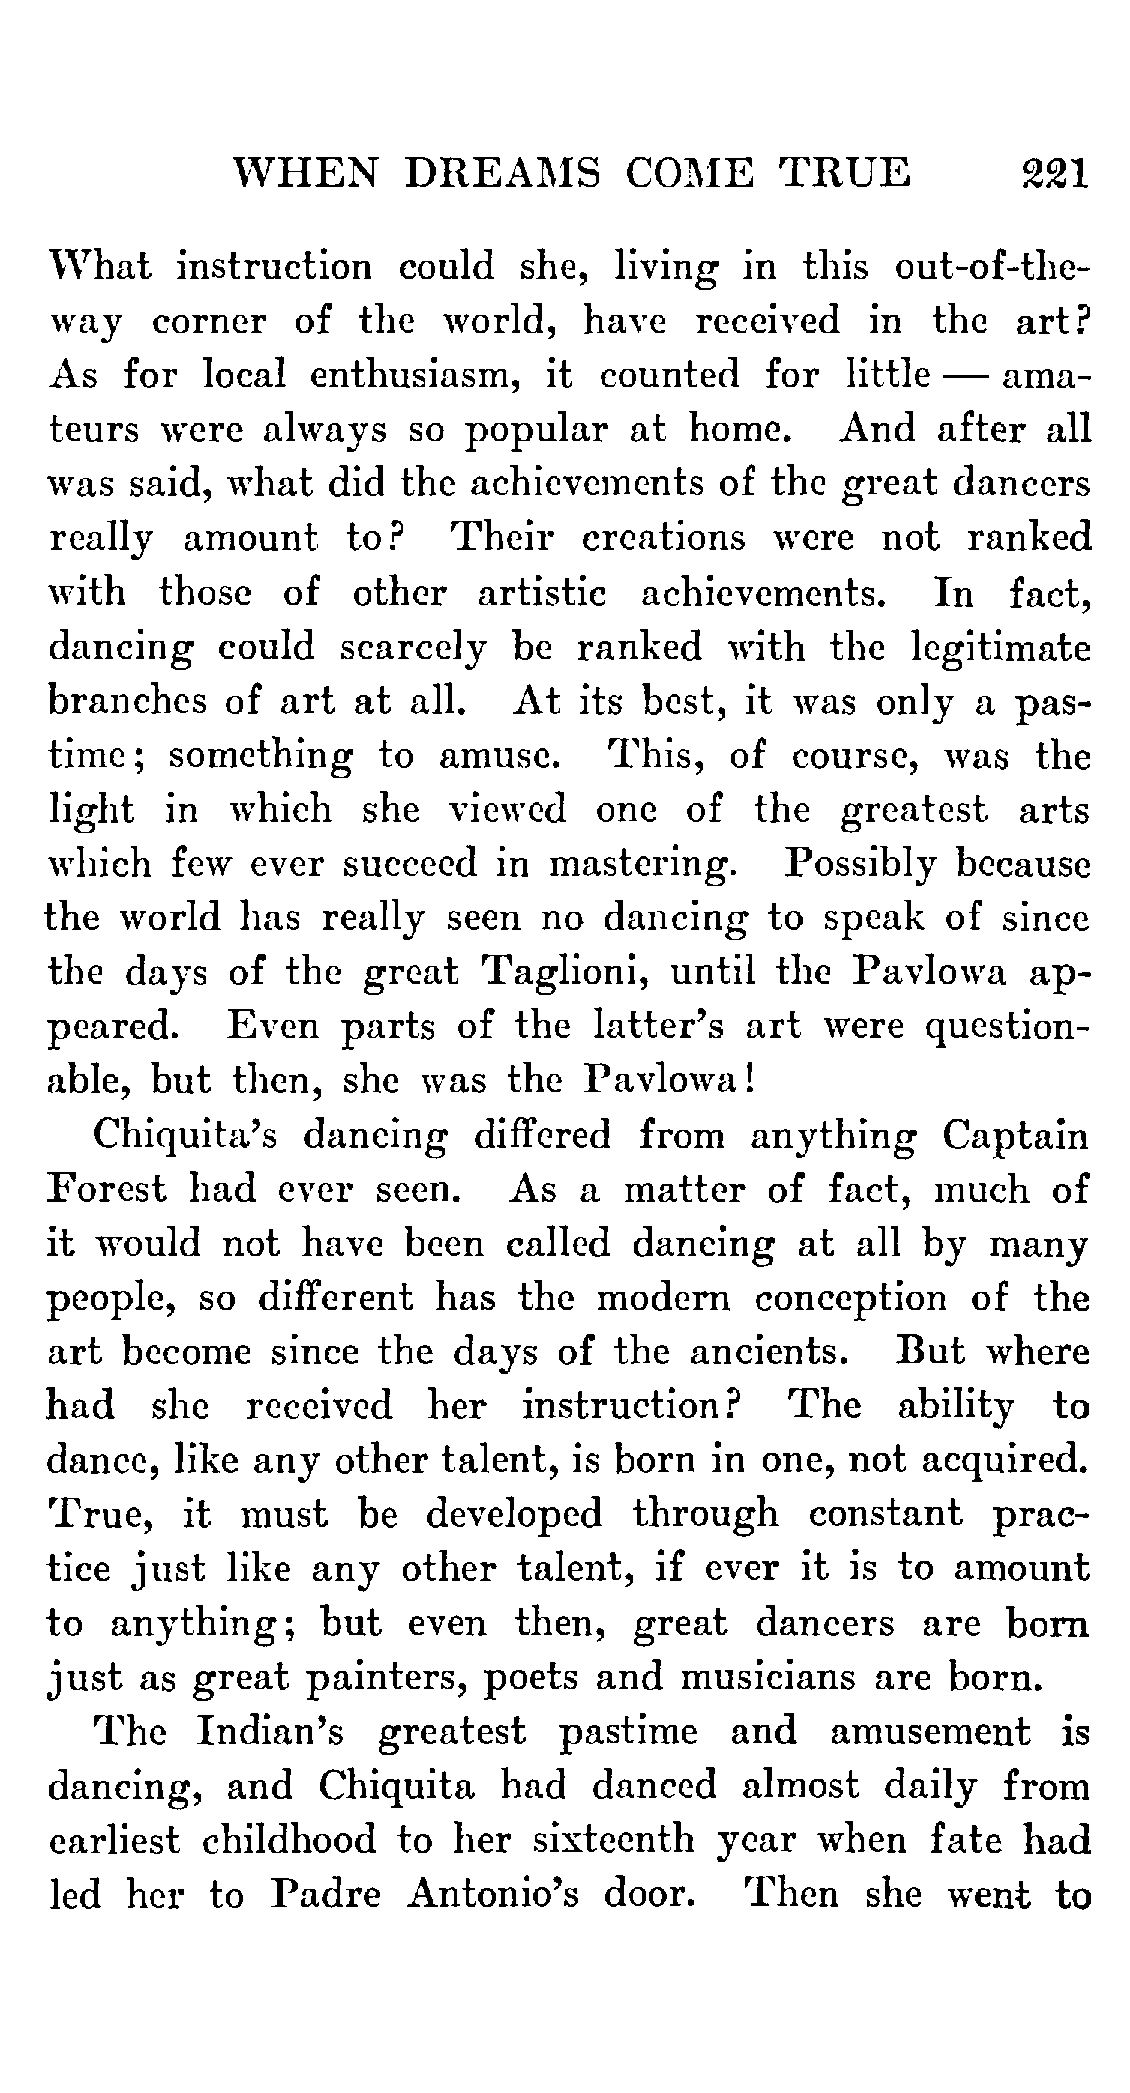 WHEN DREAMS COME TRUE 221
What instruction could she, living in this out-of-the-
way corner of the world, have received in the art?
As for local enthusiasm, it counted for little — ama-
teurs were always so popular at home. And after all
was said, what did the achievements of the great dancers
really amount to? Their creations were not ranked
with those of other artistic achievements. In fact,
dancing could scarcely be ranked with the legitimate
branches of art at all. At its best, it was only a pas-
time; something to amuse. This, of course, was the
light in which she viewed one of the greatest arts
which few ever succeed in mastering. Possibly because
the world has really seen no dancing to speak of since
the days of the great Taglioni, until the Pavlowa ap-
peared. Even parts of the latter's art were question-
able, but then, she was the Pavlowa!
Chiquita's dancing differed from anything Captain
Forest had ever seen. As a matter of fact, much of
it would not have been called dancing at all by many
people, so different has the modern conception of the
art become since the days of the ancients. But where
had she received her instruction? The ability to
dance, like any other talent, is born in one, not acquired.
True, it must be developed through constant prac-
tice just like any other talent, if ever it is to amount
to anything; but even then, great dancers are born
just as great painters, poets and musicians are born.
The Indian's greatest pastime and amusement is
dancing, and Chiquita had danced almost daily from
earliest childhood to her sixteenth year when fate had
led her to Padre Antonio's door. Then she went to